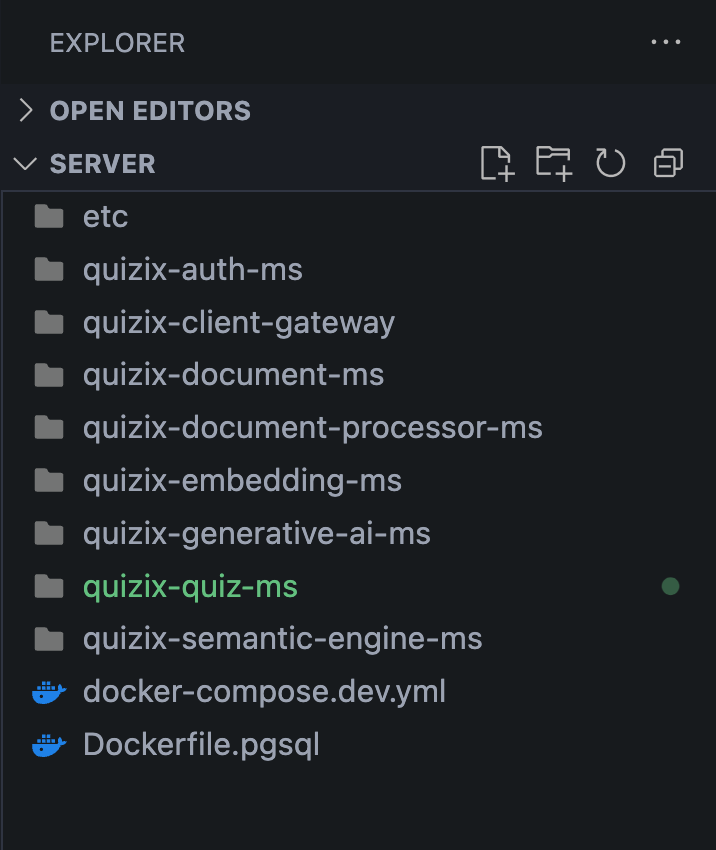 EXPLORER
OPEN EDITORS
SERVER
etc
quizix-auth-ms
quizix-client-gateway
quizix-document-ms
quizix-document-processor-ms
quizix-embedding-ms
quizix-generative-ai-ms
quizix-quiz-ms
quizix-semantic-engine-ms
docker-compose.dev.yml
Dockerfile.pgsql